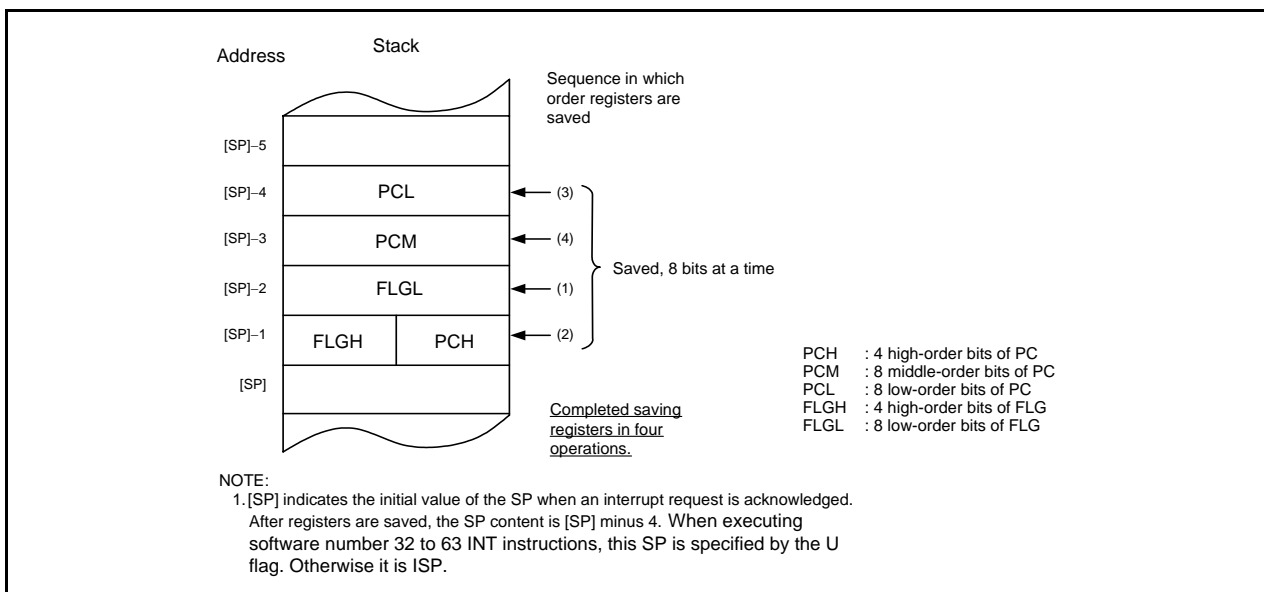 Address
Stack
Sequence in which
order registers are
saved
[SP]−5
[SP]−4
PCL
(3)
[SP]−3
PCM
(4)
Saved, 8 bits at a time
[SP]−2
FLGL
(1)
[SP]−1
FLGH
PCH
(2)
[SP]
Completed saving
registers in four
operations.
PCH : 4 high-order bits of PC
PCM : 8 middle-order bits of PC
PCL : 8 low-order bits of PC
FLGH : 4 high-order bits of FLG
FLGL : 8 low-order bits of FLG
NOTE:
1.[SP] indicates the initial value of the SP when an interrupt request is acknowledged.
After registers are saved, the SP content is [SP] minus 4. When executing
software number 32 to 63 INT instructions, this SP is specified by the U
flag. Otherwise it is ISP.